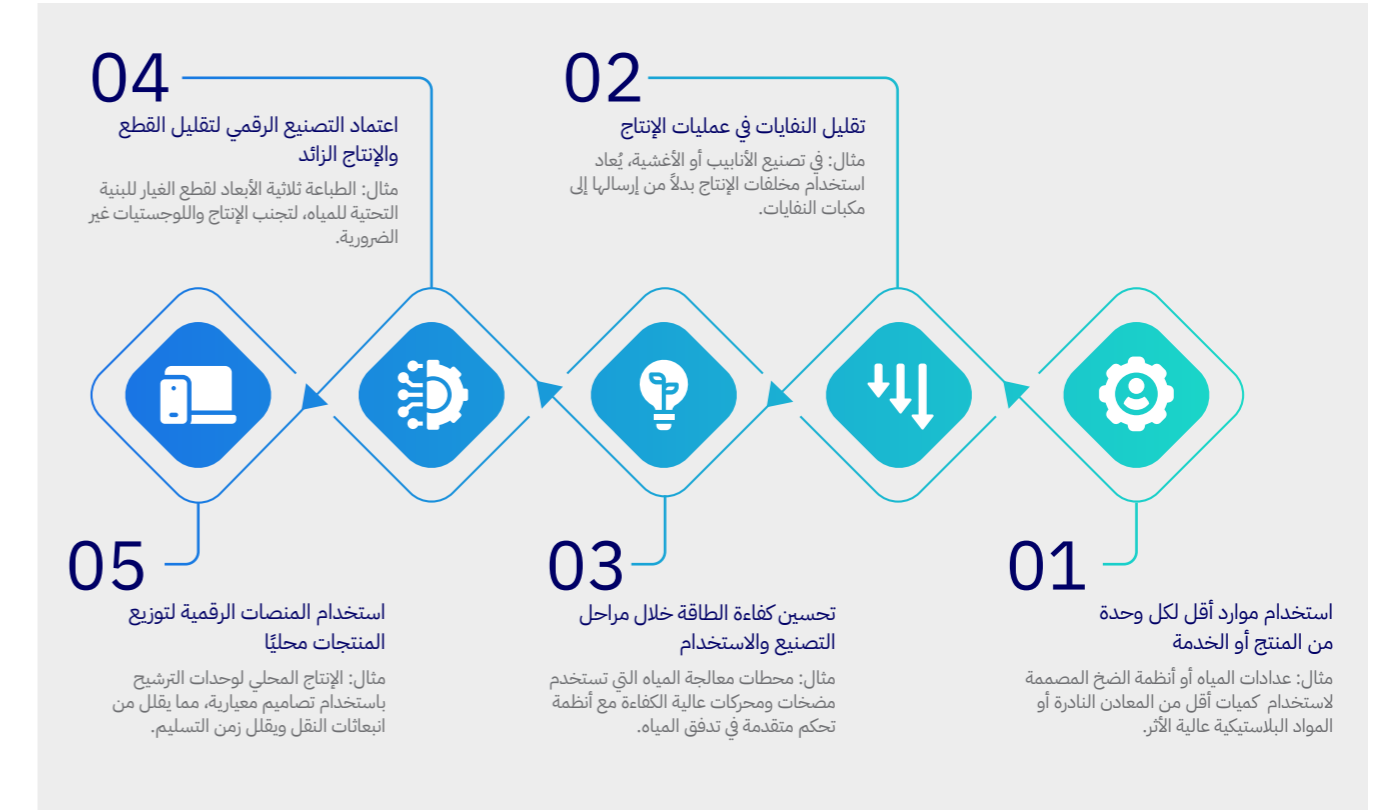 01
استخدام موارد أقل لكل وحدة
من المنتج أو الخدمة
مثال: عدادات المياه أو أنظمة الضخ المصممة
لاستخدام كميات أقل من المعادن النادرة أو
المواد البلاستيكية عالية الأثر.
02
تقليل النفايات في عمليات الإنتاج
مثال: في تصنيع الأنابيب أو الأغشية، يُعاد
استخدام مخلفات الإنتاج بدلاً من إرسالها إلى
مكبات النفايات.
03
تحسين كفاءة الطاقة خلال مراحل
التصنيع والاستخدام
مثال: محطات معالجة المياه التي تستخدم
مضخات ومحركات عالية الكفاءة مع أنظمة
تحكم متقدمة في تدفق المياه.
04
اعتماد التصنيع الرقمي لتقليل القطع
والإنتاج الزائد
مثال: الطباعة ثلاثية الأبعاد لقطع الغيار للبنية
التحتية للمياه، لتجنب الإنتاج واللوجستيات غير
الضرورية.
05
استخدام المنصات الرقمية لتوزيع
المنتجات محليًا
مثال: الإنتاج المحلي لوحدات الترشيح
باستخدام تصاميم معيارية، مما يقلل من
انبعاثات النقل ويقلل زمن التسليم.